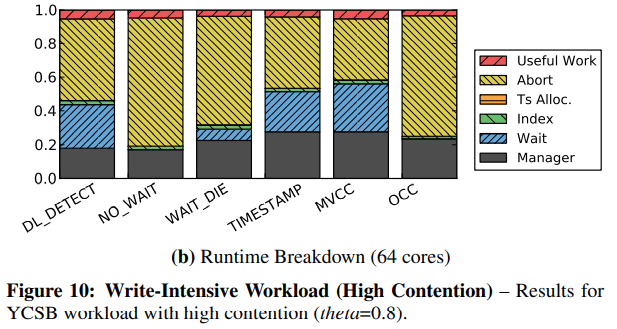 1.0
0.8
0.6
0.4
0.2
0.0
DL_DETECT
NO_WAIT
WAIT_DIE
TIMESTAMP
MVCC
OCC
Useful Work
Abort
Ts Alloc.
Index
Wait
Manager
(b) Runtime Breakdown (64 cores)
Figure 10: Write-Intensive Workload (High Contention) – Results for
YCSB workload with high contention (theta=0.8).